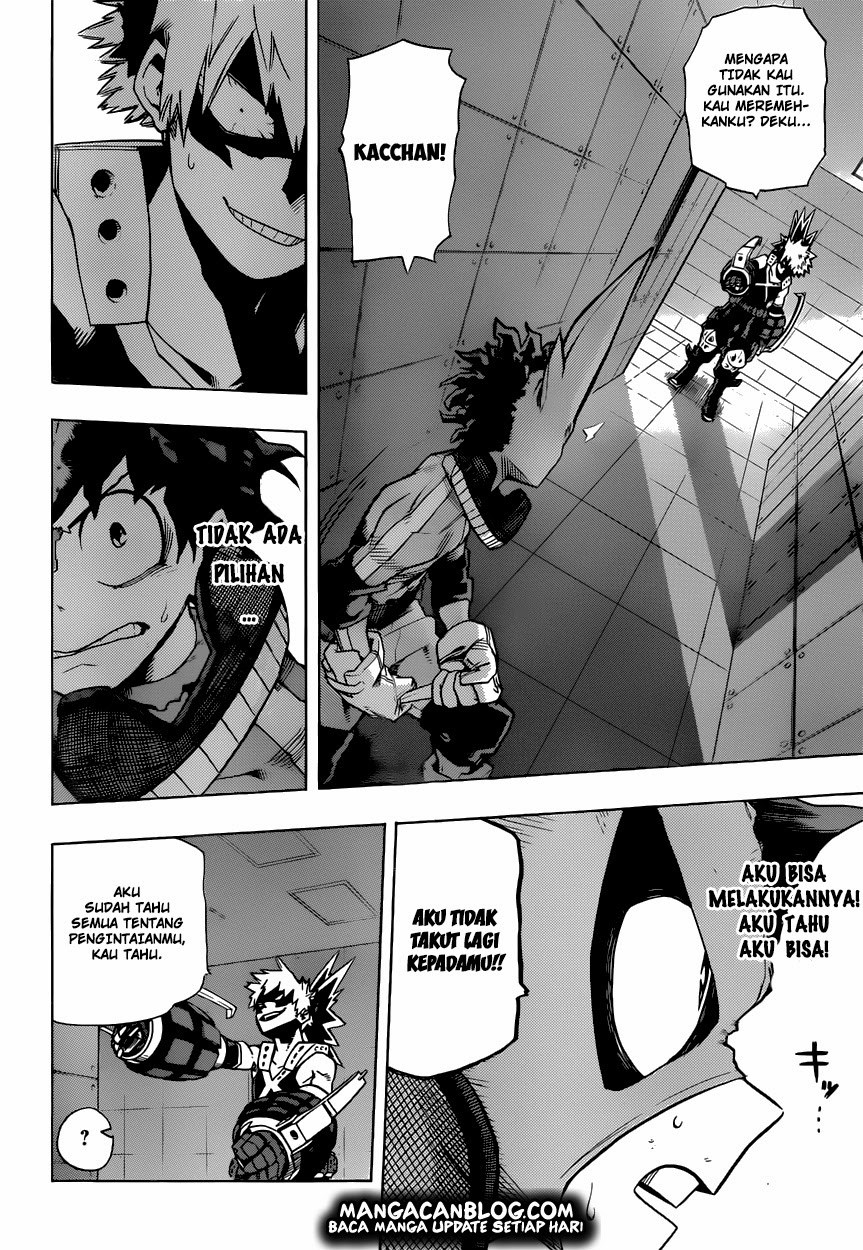 MENGAPA
TIDAK KAU
GUNAKAN ITU.
KAU MEREMEH-
KANKU? DEKU...
KACCHAN!
TIDAK ADA
PILIHAN
...
AKU BISA
MELAKUKANNYA!
AKU TAHU
AKU BISA!
AKU TIDAK
TAKUT LAGI
KEPADAMU!!
キッ...
AKU
SUDAH TAHU
SEMUA TENTANG
PENGINTAIANMU,
KAU TAHU.
?
MANGACANBLOG.COM
BACA MANGA UPDATE SETIAP HARI